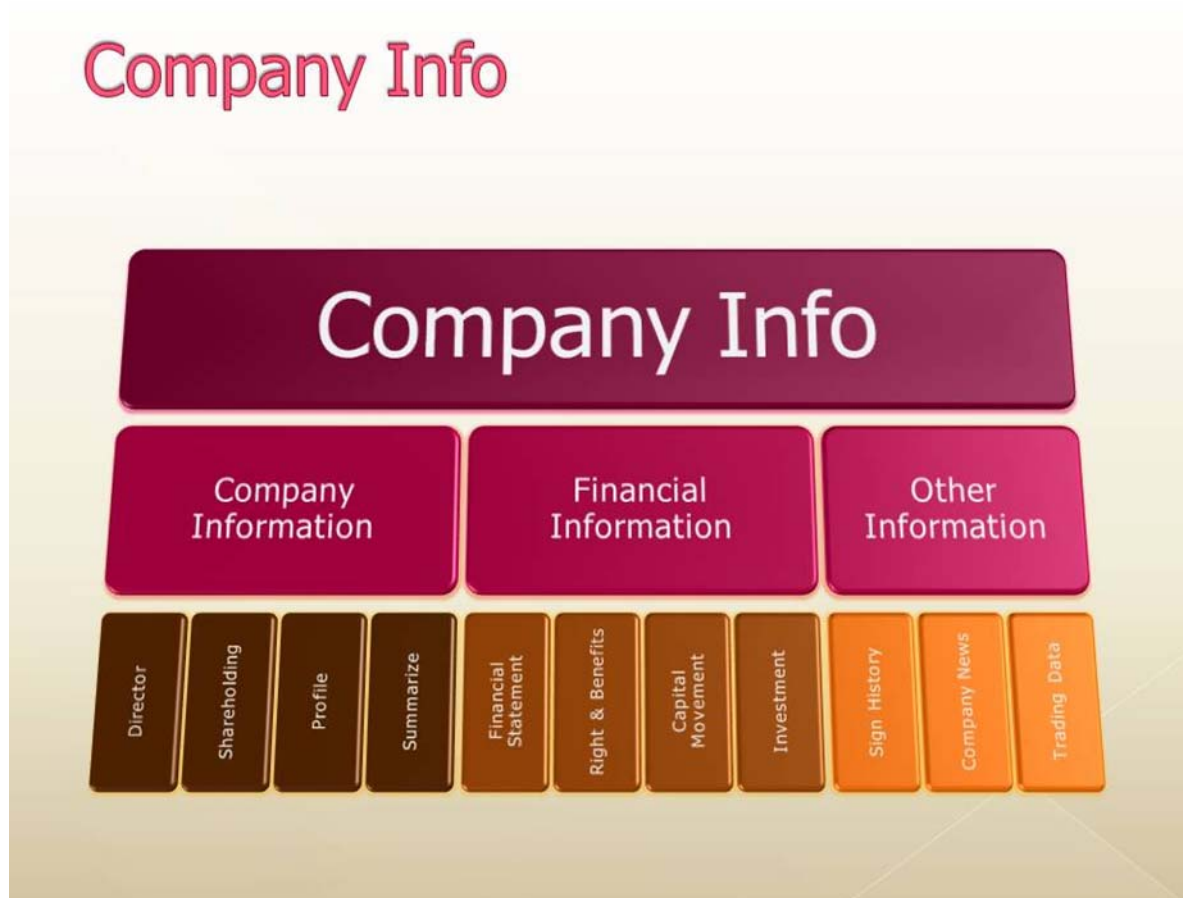 Company Info
Company Info
Company
Information
Financial
Information
Other
Information
Director
Shareholding
Profile
Summarize
Financial
Statement
Right & Benefits
Capital
Movement
Investment
Sign History
Company News
Trading Data